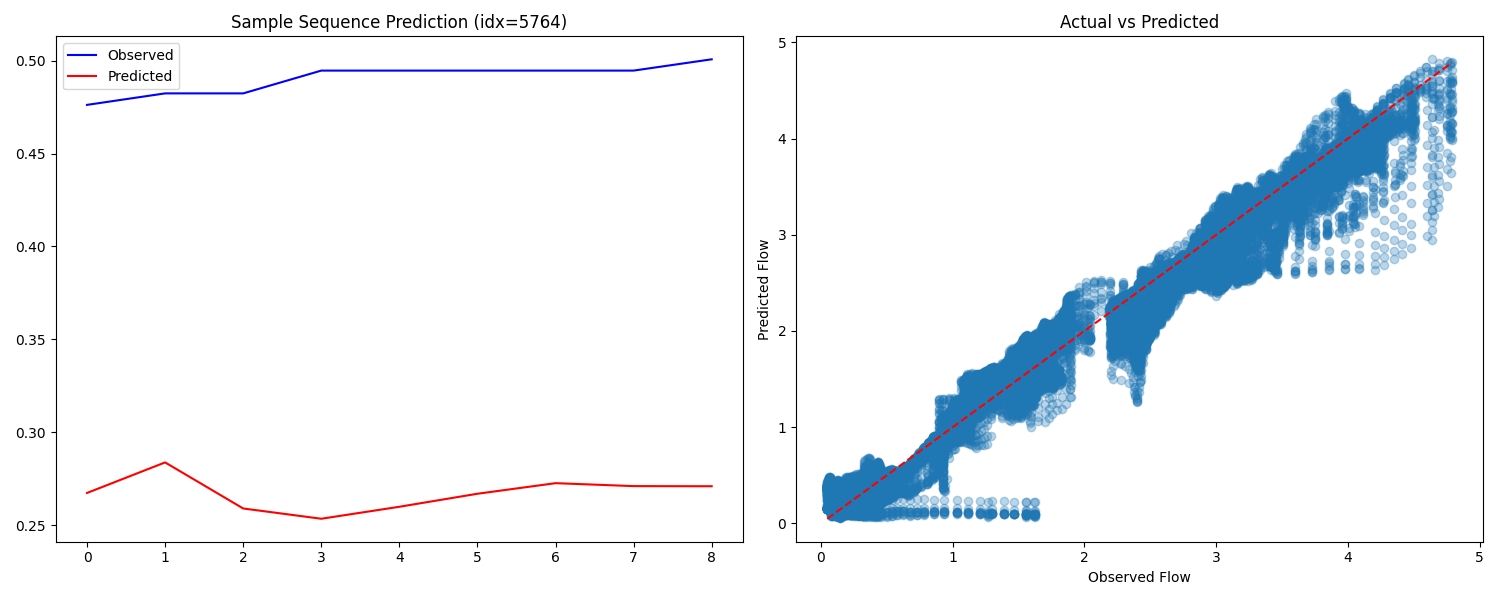 Sample Sequence Prediction (idx=5764)
Observed
Predicted
0.50
0.45
0.40
0.35
0.30
0.25
0 1 2 3 4 5 6 7 8
Actual vs Predicted
Predicted Flow
5
4
3
2
1
0
0 1 2 3 4 5
Observed Flow